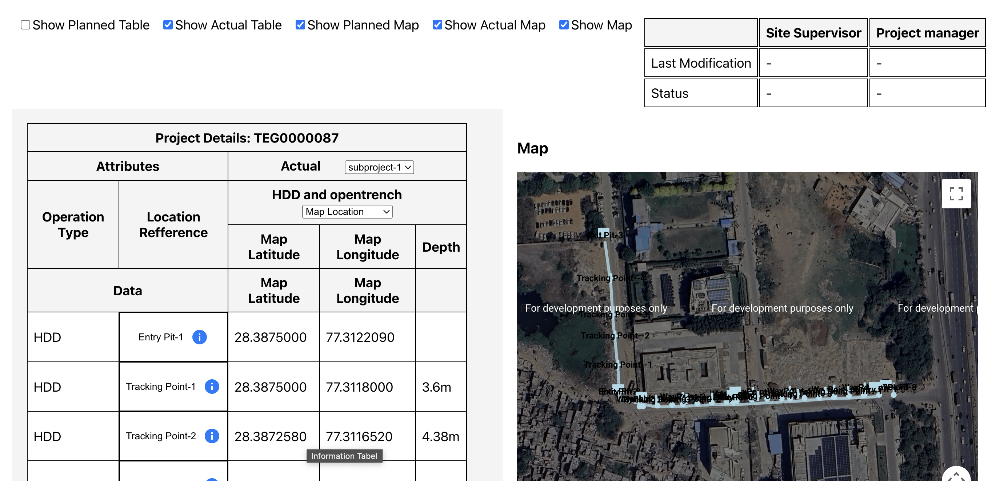 Show Planned Table Show Actual Table Show Planned Map Show Actual Map Show Map
Site Supervisor Project manager
Last Modification - -
Status - -
Project Details: TEG0000087
Attributes Actual subproject-1
Operation Type Location Refference HDD and opentrench
Map Location
Map Latitude Map Longitude Depth
Data Map Latitude Map Longitude
HDD Entry Pit-1 i 28.3875000 77.3122090
HDD Tracking Point-1 i 28.3875000 77.3118000 3.6m
HDD Tracking Point-2 i 28.3872580 77.3116520 4.38m
Information Tabel
Map
Exit Pit-3
Tracking Point--4
For development purposes only For development purposes only For development
Tracking Point--3
Tracking Point--2
Tracking Point--1